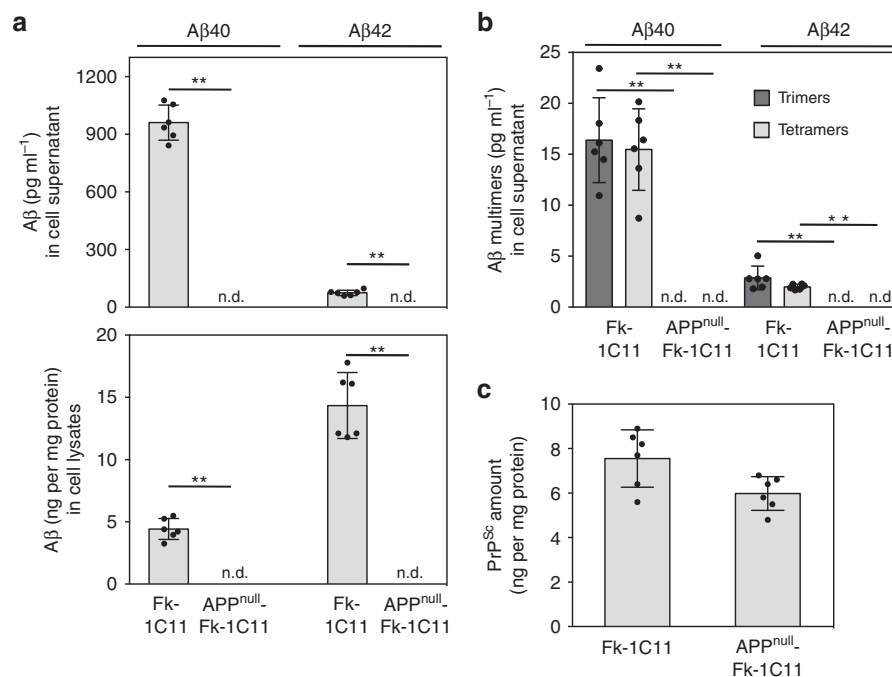 a
Aβ40 Aβ42
Aβ (pg ml⁻¹)
in cell supernatant
1200
900
600
300
0
**
n.d.
**
n.d.
Aβ (ng per mg protein)
in cell lysates
20
15
10
5
0
**
n.d.
**
n.d.
Fk-
1C11
APPⁿᵘˡˡ-
Fk-1C11
Fk-
1C11
APPⁿᵘˡˡ-
Fk-1C11
b
Aβ40 Aβ42
Aβ multimers (pg ml⁻¹)
in cell supernatant
25
20
15
10
5
0
**
**
Trimers
Tetramers
* *
**
n.d. n.d.
n.d. n.d.
Fk-
1C11
APPⁿᵘˡˡ-
Fk-1C11
Fk-
1C11
APPⁿᵘˡˡ-
Fk-1C11
c
PrPSc amount
(ng per mg protein)
10
8
6
4
2
0
Fk-1C11
APPⁿᵘˡˡ-
Fk-1C11